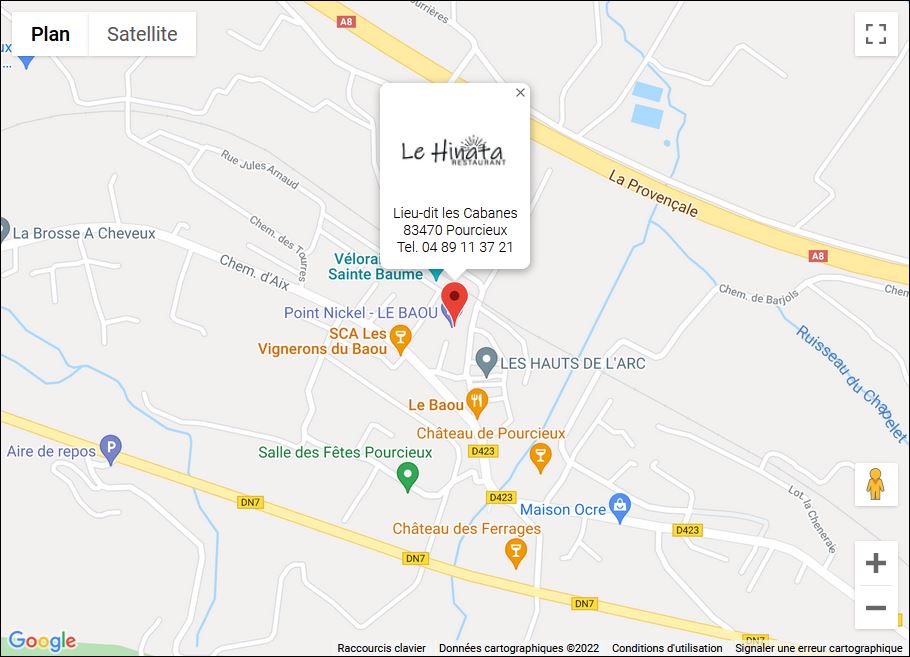 Plan
Satellite
A8
Le Hinata
RESTAURANT
Lieu-dit les Cabanes
83470 Pourcieux
Tel. 04 89 11 37 21
La Provençale
A8
Rue Jules Arnaud
Chem. des Tourres
La Brosse A Cheveux
Chem. d'Aix
Sainte Baume
Chem. de Barjols
Chem
Point Nickel - LE BAOU
SCA Les
Vignerons du Baou
LES HAUTS DE L'ARC
Ruisseau du Chapelet
Le Baou
Château de Pourcieux
D423
Aire de repos
P
Salle des Fêtes Pourcieux
DN7
D423
Maison Ocre
D423
Lot. la Cheneraie
Château des Ferrages
DN7
DN7
DN7
Google
Raccourcis clavier
Données cartographiques ©2022
Conditions d'utilisation
Signaler une erreur cartographique